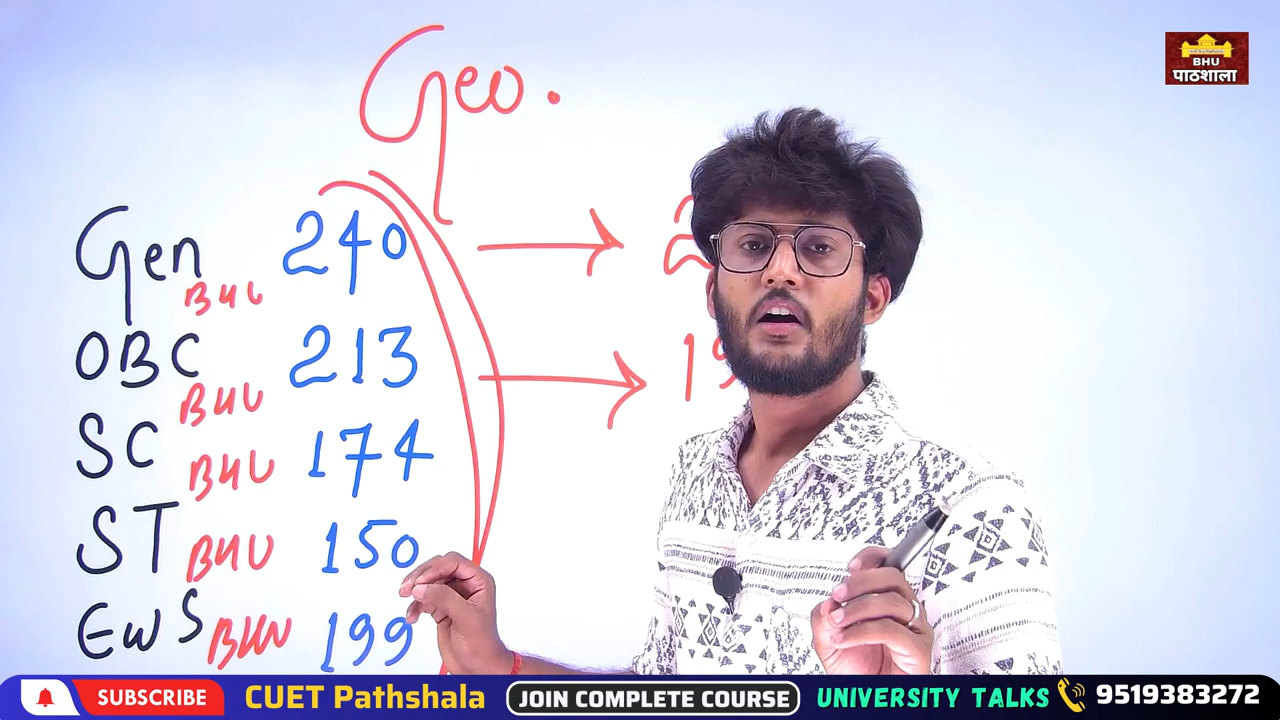 BHU
पाठशाला
Geo.
Gen BHU 240
OBC BHU 213
SC BHU 174
ST BHU 150
EWS BHU 199
SUBSCRIBE CUET Pathshala JOIN COMPLETE COURSE UNIVERSITY TALKS 9519383272